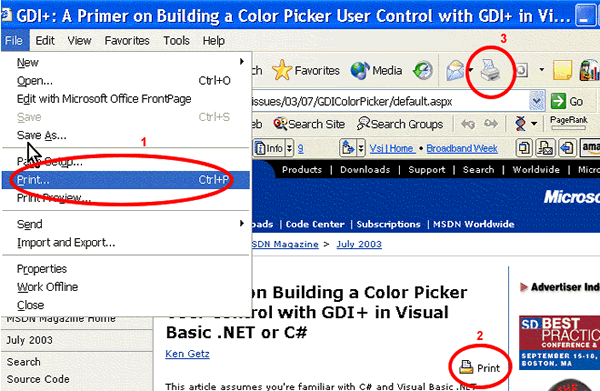 GDI+: A Primer on Building a Color Picker User Control with GDI+ in Vis...
File Edit View Favorites Tools Help
3
New
Open... Ctrl+O
Edit with Microsoft Office FrontPage
Save Ctrl+S
Save As...
1
Page Setup...
Print... Ctrl+P
Print Preview...
Send
Import and Export...
Properties
Work Offline
Close
ch Favorites Media
issues/03/07/GDIColorPicker/default.aspx Go
eb Search Site Search Groups PageRank
Info 9 Vsj | Home Broadband Week amazon
Products | Downloads | Support | Search | Worldwide | Micro
Microso
oads | Code Center | Subscriptions | MSDN Worldwide
SDN Magazine > July 2003
on Building a Color Picker
User Control with GDI+ in Visual
Basic .NET or C#
Ken Getz
2
Print
This article assumes you're familiar with C# and Visual Basic .NET
MSDN Magazine Home
July 2003
Search
Source Code
Advertiser Ind
SD BEST
PRACTIC
CONFERENCE &
SEPTEMBER 15-18,
BOSTON, MA